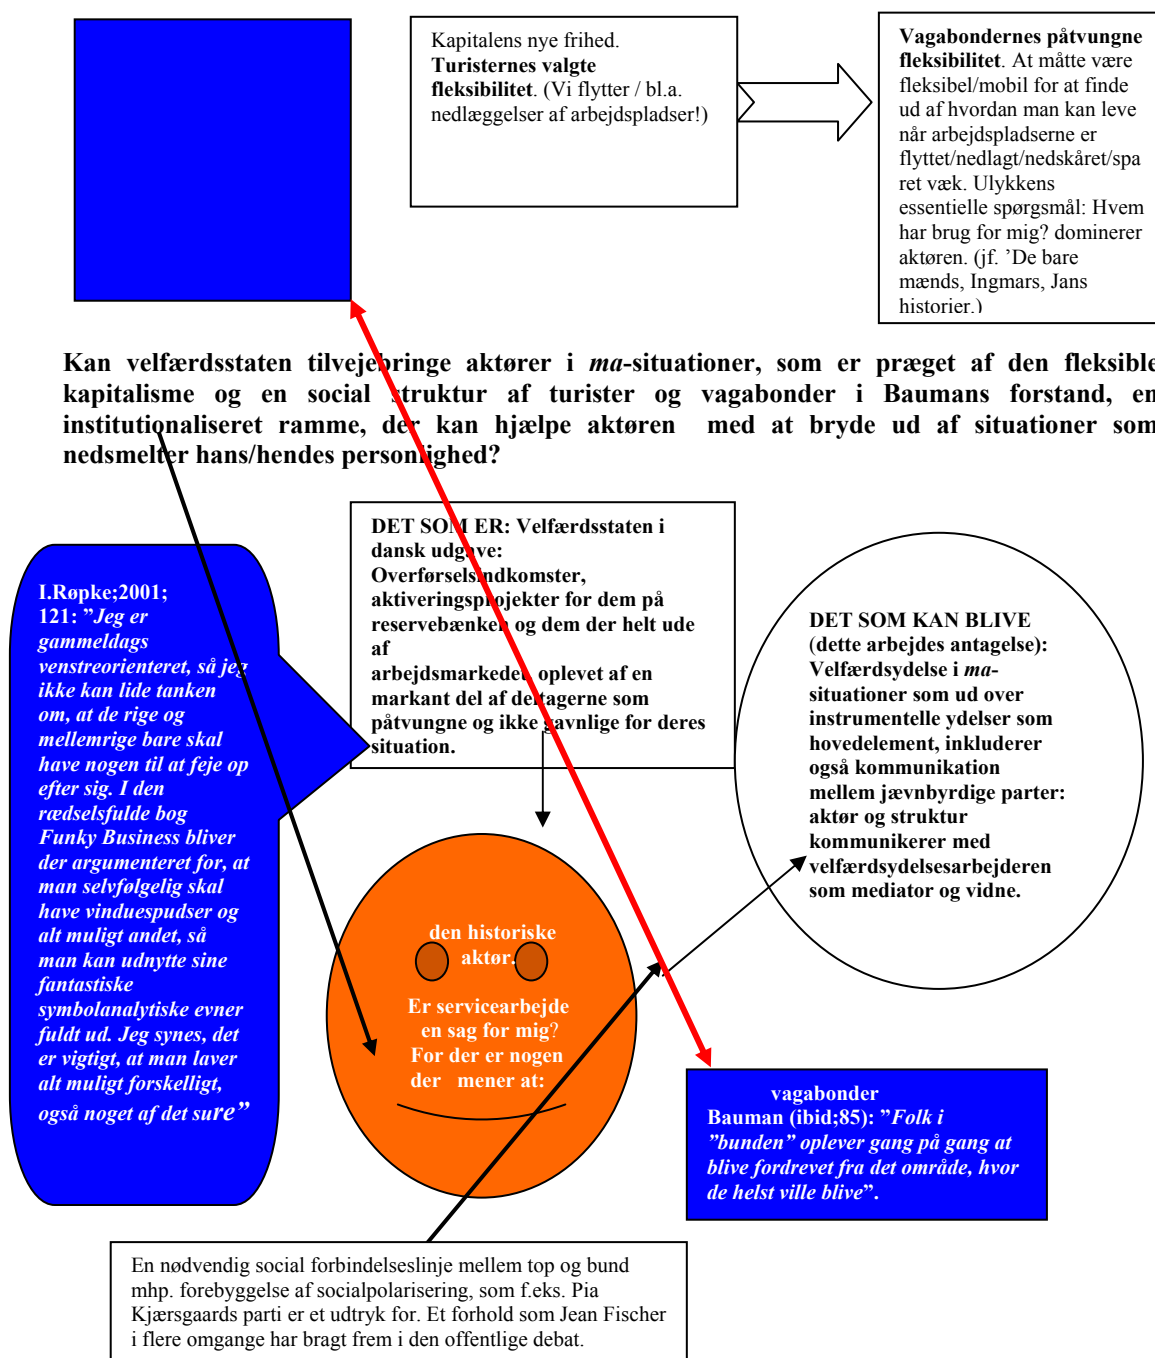 Kapitalens nye frihed.
Turisternes valgte
fleksibilitet. (Vi flytter / bl.a.
nedlæggelser af arbejdspladser!)
Vagabondernes påtvungne
fleksibilitet. At måtte være
fleksibel/mobil for at finde
ud af hvordan man kan leve
når arbejdspladserne er
flyttet/nedlagt/nedskåret/spa
ret væk. Ulykkens
essentielle spørgsmål: Hvem
har brug for mig? dominerer
aktøren. (jf. ’De bare
mænds, Ingmars, Jans
historier.)
Kan velfærdsstaten tilvejebringe aktører i ma-situationer, som er præget af den fleksible
kapitalisme og en social struktur af turister og vagabonder i Baumans forstand, en
institutionaliseret ramme, der kan hjælpe aktøren med at bryde ud af situationer som
nedsmelter hans/hendes personlighed?
I.Røpke;2001;
121: ”Jeg er
gammeldags
venstreorienteret, så jeg
ikke kan lide tanken
om, at de rige og
mellemrige bare skal
have nogen til at feje op
efter sig. I den
rædselsfulde bog
Funky Business bliver
der argumenteret for, at
man selvfølgelig skal
have vinduespudser og
alt muligt andet, så
man kan udnytte sine
fantastiske
symbolanalytiske evner
fuldt ud. Jeg synes, det
er vigtigt, at man laver
alt muligt forskelligt,
også noget af det sure”
DET SOM ER: Velfærdsstaten i
dansk udgave:
Overførselsindkomster,
aktiveringsprojekter for dem på
reservebænken og dem der helt ude
af
arbejdsmarkedet, oplevet af en
markant del af deltagerne som
påtvungne og ikke gavnlige for deres
situation.
DET SOM KAN BLIVE
(dette arbejdes antagelse):
Velfærdsydelse i ma-
situationer som ud over
instrumentelle ydelser som
hovedelement, inkluderer
også kommunikation
mellem jævnbyrdige parter:
aktør og struktur
kommunikerer med
velfærdsydelsesarbejderen
som mediator og vidne.
den historiske
aktør.
Er servicearbejde
en sag for mig?
For der er nogen
der mener at:
vagabonder
Bauman (ibid;85): ”Folk i
”bunden” oplever gang på gang at
blive fordrevet fra det område, hvor
de helst ville blive”.
En nødvendig social forbindelseslinje mellem top og bund
mhp. forebyggelse af socialpolarisering, som f.eks. Pia
Kjærsgaards parti er et udtryk for. Et forhold som Jean Fischer
i flere omgange har bragt frem i den offentlige debat.